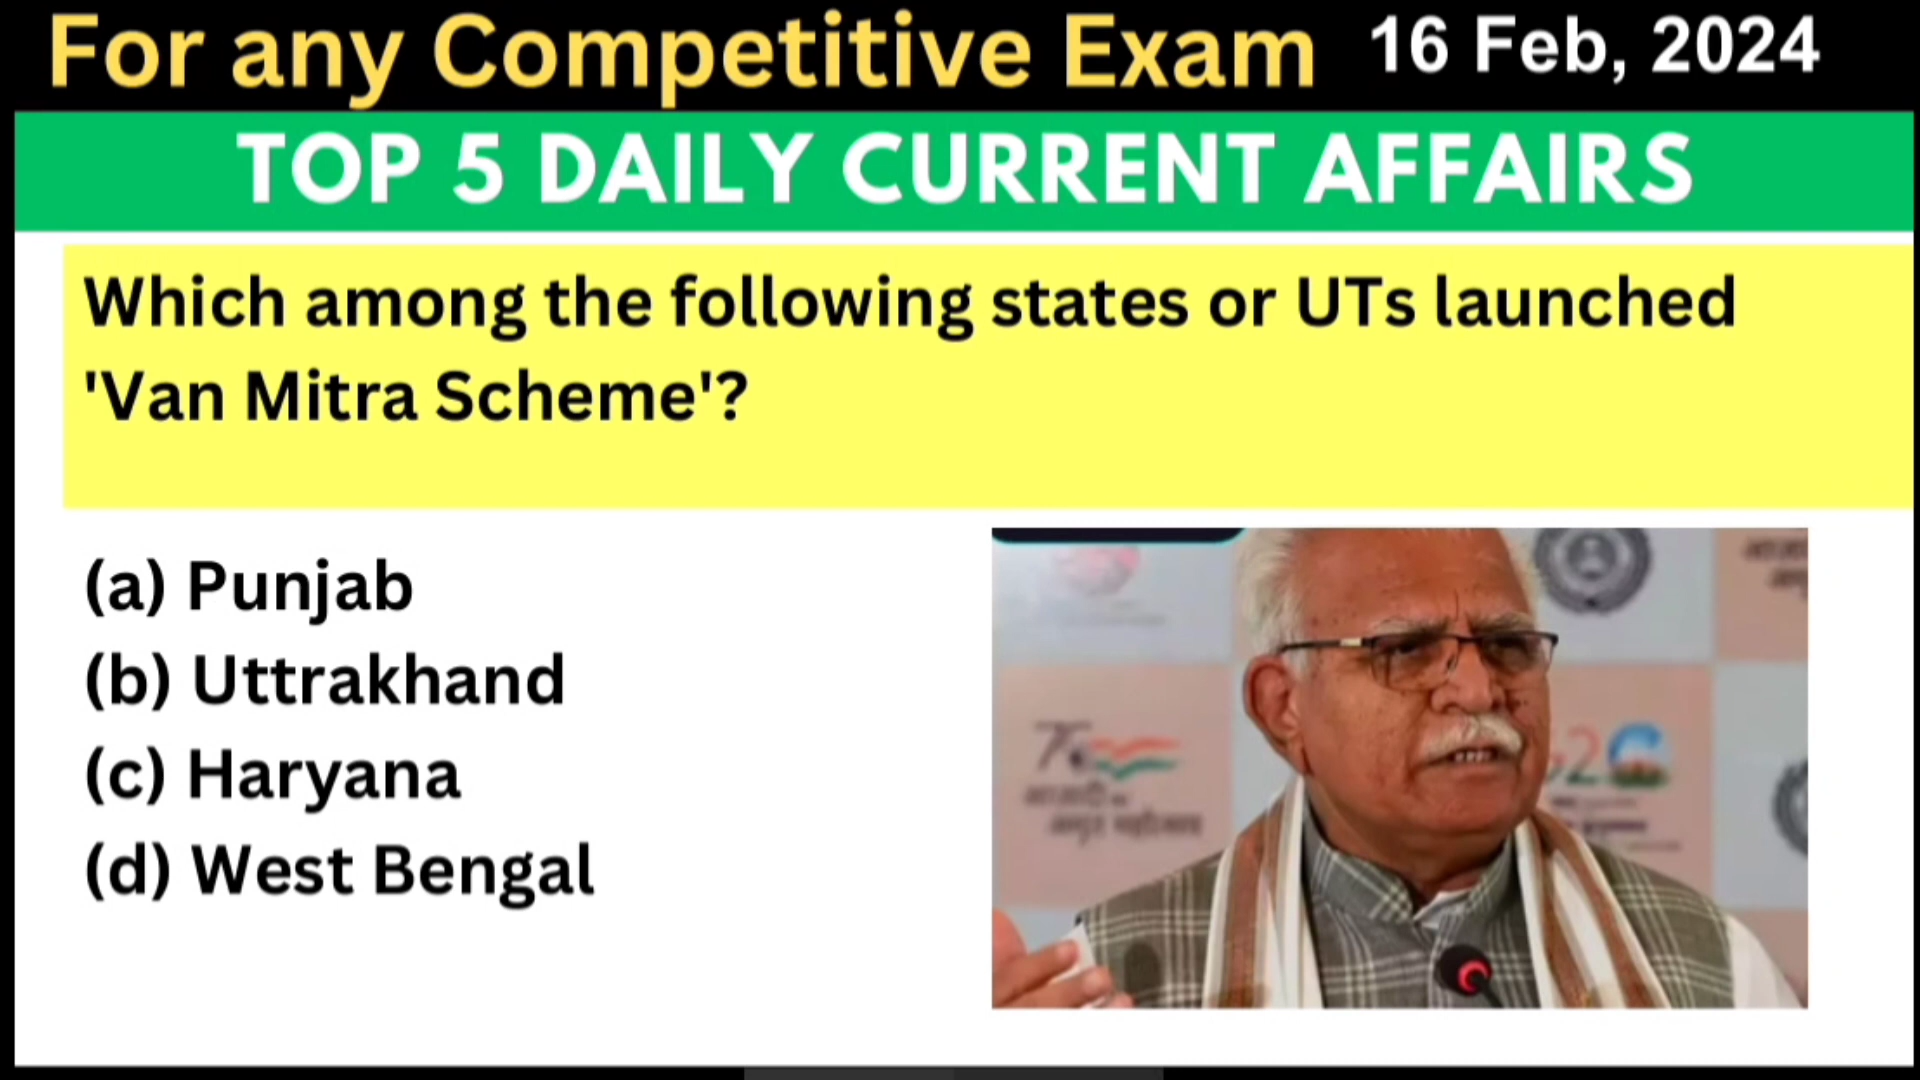 For any Competitive Exam 16 Feb, 2024
TOP 5 DAILY CURRENT AFFAIRS
Which among the following states or UTs launched
'Van Mitra Scheme'?
(a) Punjab
(b) Uttrakhand
(c) Haryana
(d) West Bengal